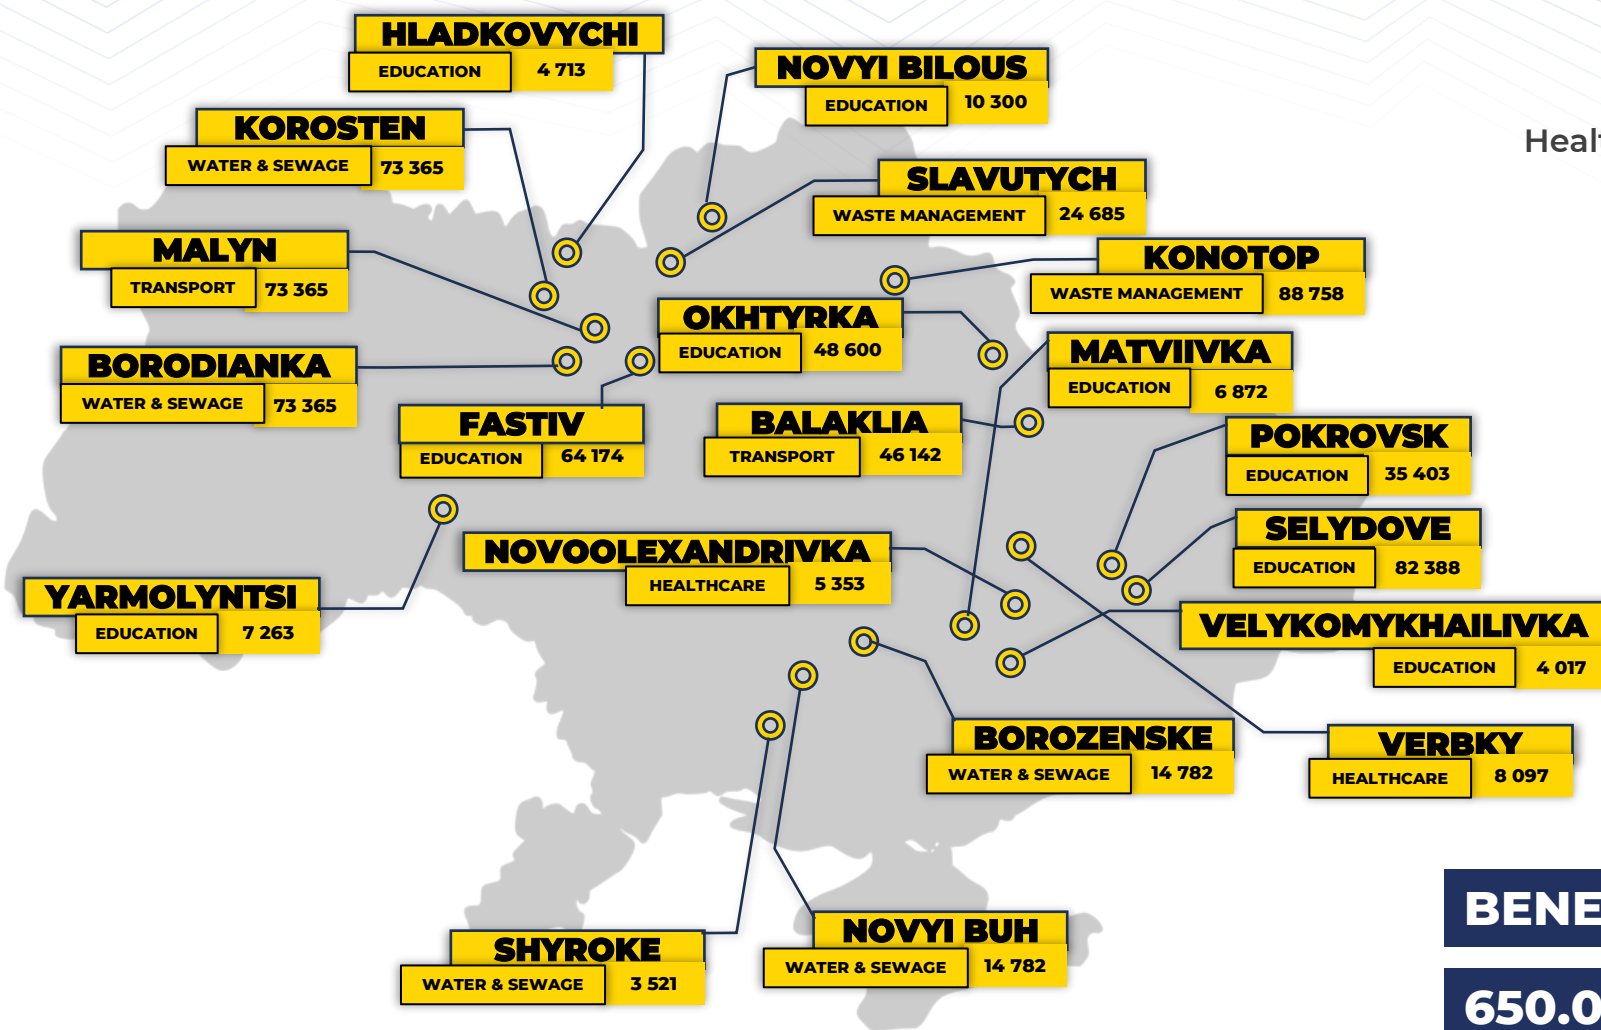 HLADKOVYCHI
EDUCATION 4 713
NOVYI BILOUS
EDUCATION 10 300
KOROSTEN
WATER & SEWAGE 73 365
Healt
SLAVUTYCH
WASTE MANAGEMENT 24 685
MALYN
TRANSPORT 73 365
KONOTOP
WASTE MANAGEMENT 88 758
OKHTYRKA
EDUCATION 48 600
MATVIIVKA
EDUCATION 6 872
BORODIANKA
WATER & SEWAGE 73 365
FASTIV
EDUCATION 64 174
BALAKLIA
TRANSPORT 46 142
POKROVSK
EDUCATION 35 403
SELYDOVE
EDUCATION 82 388
NOVOOLEXANDRIVKA
HEALTHCARE 5 353
YARMOLYNTSI
EDUCATION 7 263
VELYKOMYKHAILIVKA
EDUCATION 4 017
BOROZENSKE
WATER & SEWAGE 14 782
VERBKY
HEALTHCARE 8 097
BENE
NOVYI BUH
WATER & SEWAGE 14 782
SHYROKE
WATER & SEWAGE 3 521
650.0